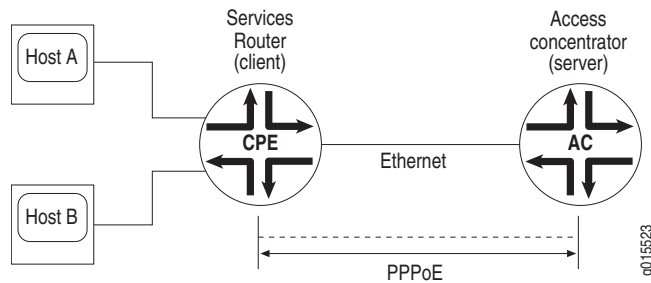 Services
Router
(client)
Access
concentrator
(server)
Host A
CPE
Ethernet
AC
Host B
PPPoE
g015523